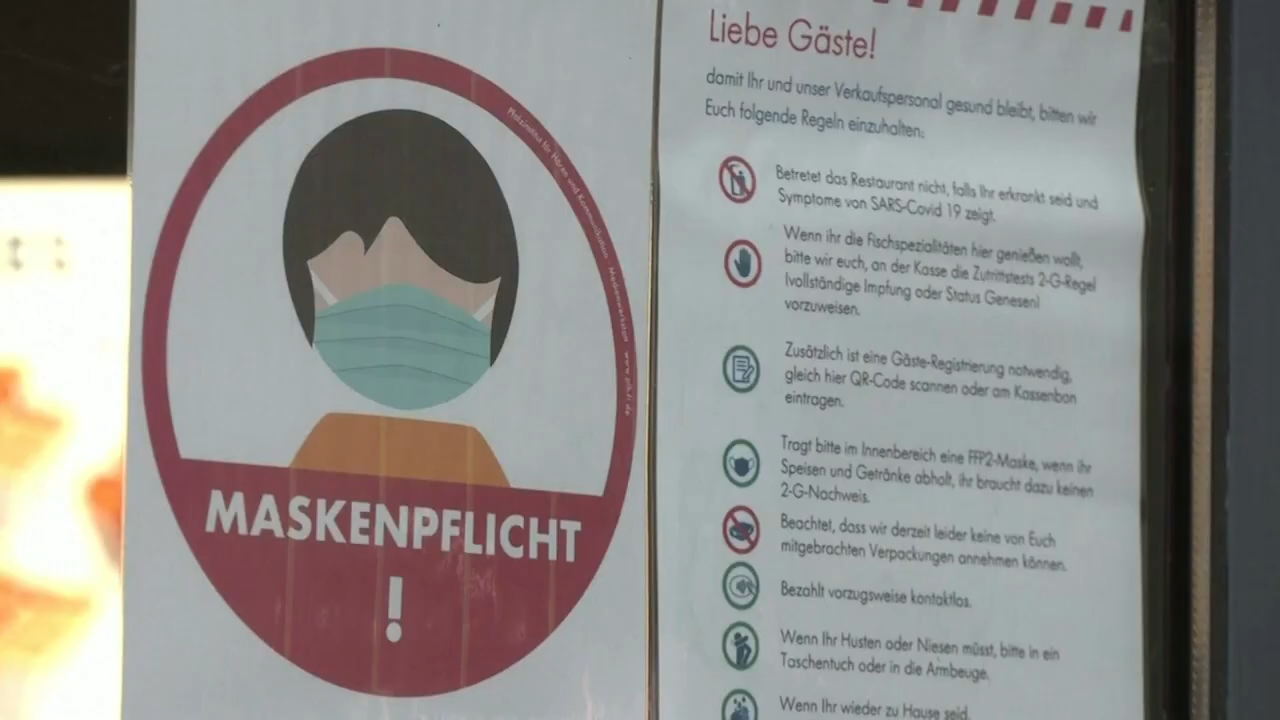 MASKENPFLICHT
!
Liebe Gäste!
damit Ihr und unser Verkaufspersonal gesund bleibt, bitten wir
Euch folgende Regeln einzuhalten:
Betretet das Restaurant nicht, falls Ihr erkrankt seid und
Symptome von SARS-Covid 19 zeigt.
Wenn ihr die Fischspezialitäten hier genießen wollt,
bitte wir euch, an der Kasse die Zutrittstests 2-G-Regel
(vollständige Impfung oder Status Genesen)
vorzuweisen.
Zusätzlich ist eine Gäste-Registrierung notwendig,
gleich hier QR-Code scannen oder am Kassenbon
eintragen.
Tragt bitte im Innenbereich eine FFP2-Maske, wenn ihr
Speisen und Getränke abholt, ihr braucht dazu keinen
2-G-Nachweis.
Beachtet, dass wir derzeit leider keine von Euch
mitgebrachten Verpackungen annehmen können.
Bezahlt vorzugsweise kontaktlos.
Wenn Ihr Husten oder Niesen müsst, bitte in ein
Taschentuch oder in die Armbeuge.
Wenn Ihr wieder zu Hause seid,